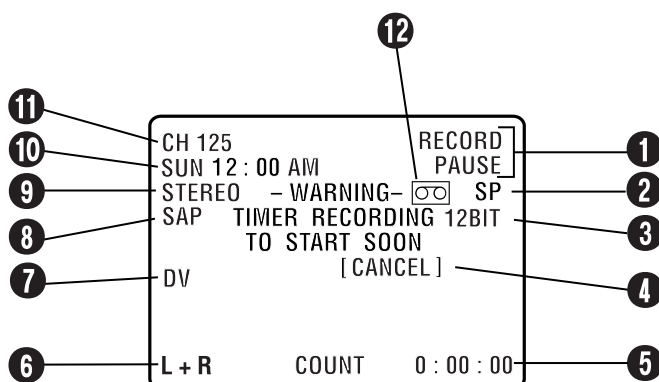 12
11
10
9
8
7
6
1
2
3
4
5
CH 125 RECORD
SUN 12 : 00 AM PAUSE
STEREO – WARNING– SP
SAP TIMER RECORDING 12BIT
TO START SOON
[CANCEL]
DV
L + R COUNT 0 : 00 : 00